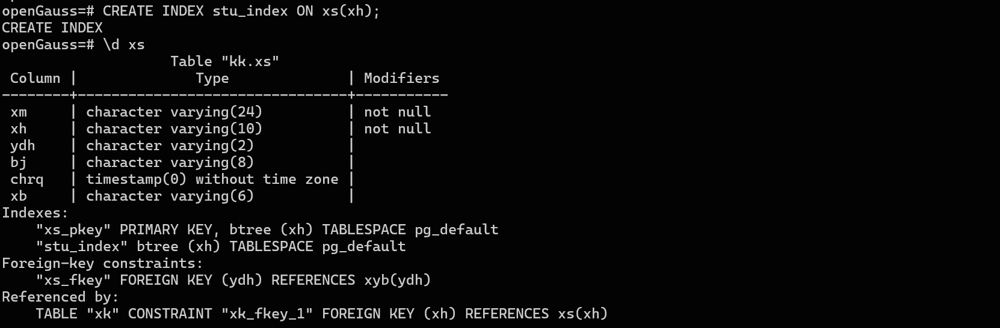 openGauss=# CREATE INDEX stu_index ON xs(xh);
CREATE INDEX
openGauss=# \d xs
                    Table "kk.xs"
 Column |              Type              | Modifiers
--------+--------------------------------+-----------
 xm     | character varying(24)          | not null
 xh     | character varying(10)          | not null
 ydh    | character varying(2)           |
 bj     | character varying(8)           |
 chrq   | timestamp(0) without time zone |
 xb     | character varying(6)           |
Indexes:
    "xs_pkey" PRIMARY KEY, btree (xh) TABLESPACE pg_default
    "stu_index" btree (xh) TABLESPACE pg_default
Foreign-key constraints:
    "xs_fkey" FOREIGN KEY (ydh) REFERENCES xyb(ydh)
Referenced by:
    TABLE "xk" CONSTRAINT "xk_fkey_1" FOREIGN KEY (xh) REFERENCES xs(xh)